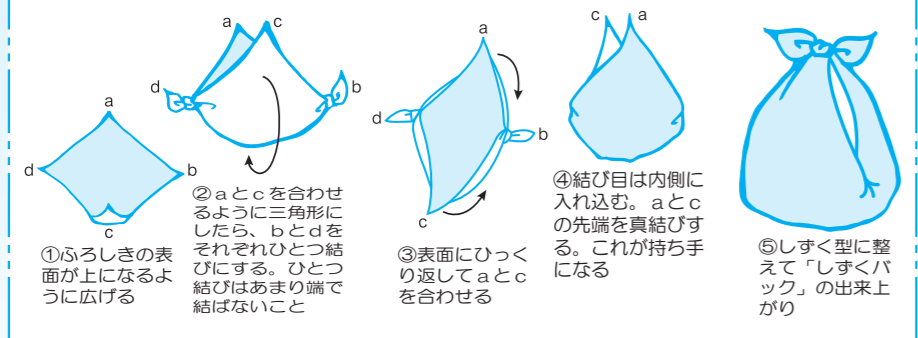 a
d
b
c
①ふろしきの表
面が上になるよ
うに広げる
a
c
d
b
②ａとｃを合わせ
るように三角形に
したら、ｂとｄを
それぞれひとつ結
びにする。ひとつ
結びはあまり端で
結ばないこと
a
d
b
c
③表面にひっく
り返してａとｃ
を合わせる
c
a
④結び目は内側に
入れ込む。ａとｃ
の先端を真結びす
る。これが持ち手
になる
⑤しずく型に整
えて「しずくバ
ック」の出来上
がり